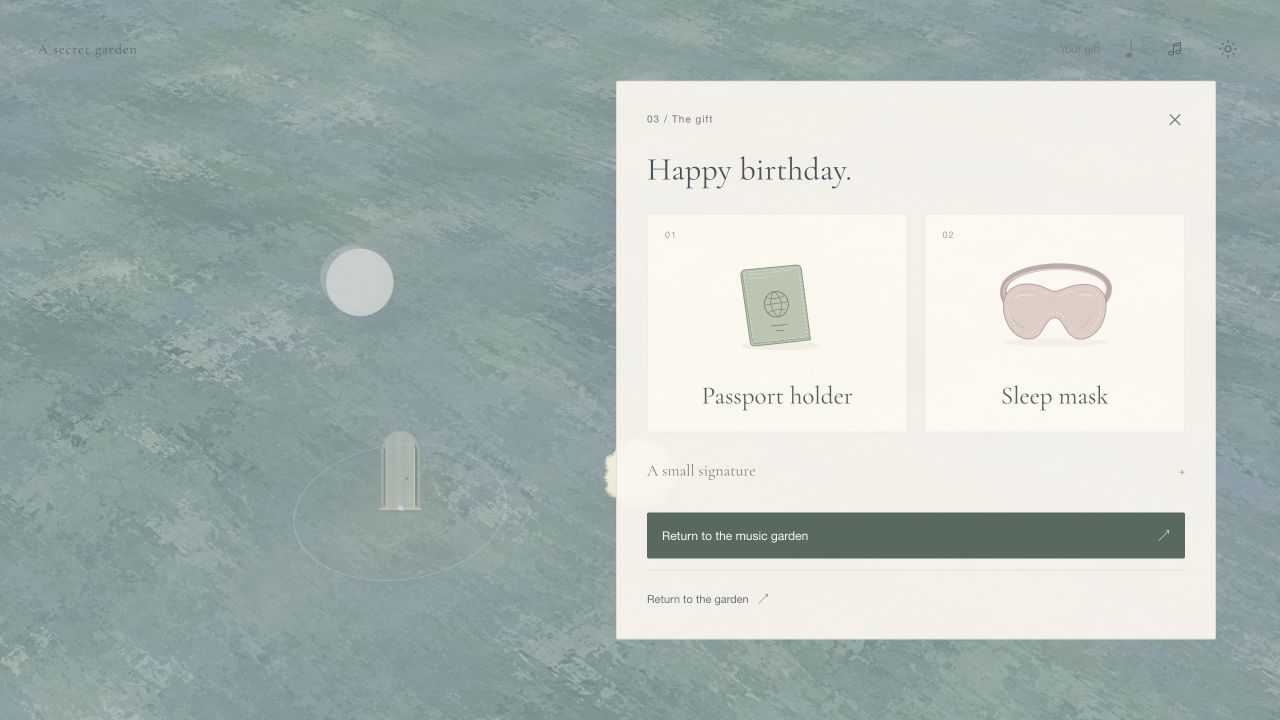 A secret garden
Your gift
03 / The gift
Happy birthday.
01
02
Passport holder
Sleep mask
A small signature
+
Return to the music garden
Return to the garden